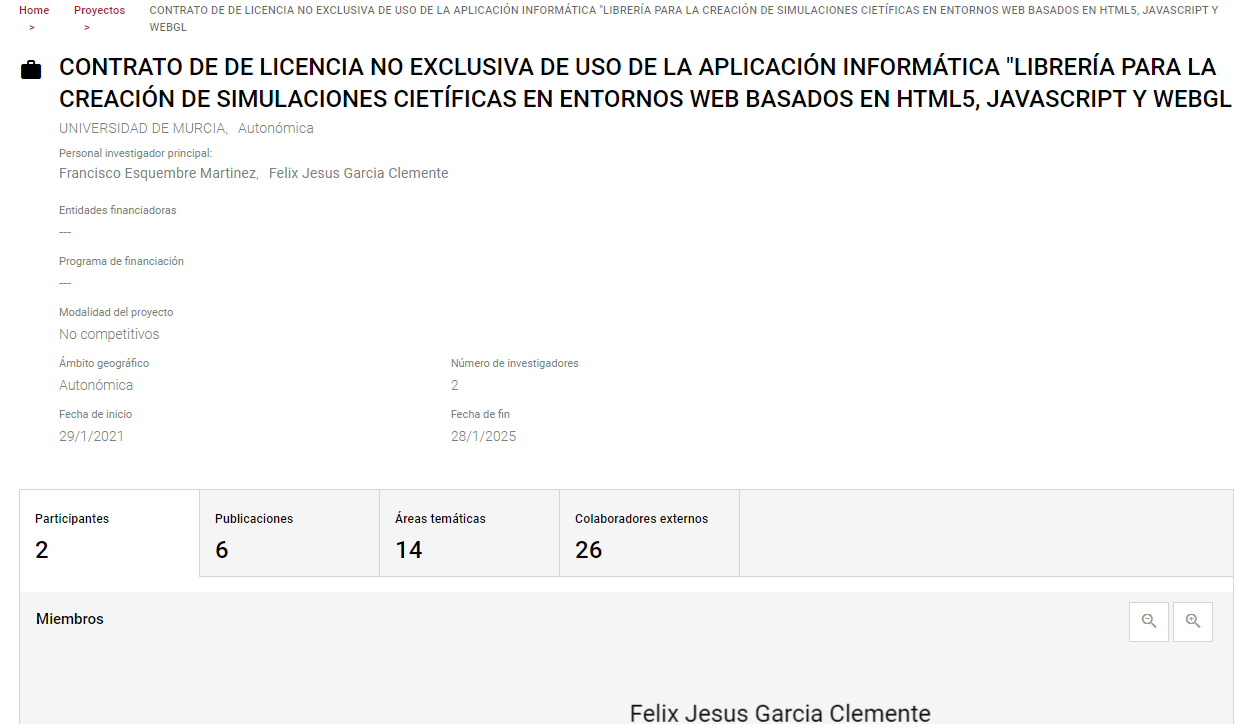 Home > Proyectos > CONTRATO DE DE LICENCIA NO EXCLUSIVA DE USO DE LA APLICACIÓN INFORMÁTICA "LIBRERÍA PARA LA CREACIÓN DE SIMULACIONES CIETÍFICAS EN ENTORNOS WEB BASADOS EN HTML5, JAVASCRIPT Y
WEBGL
CONTRATO DE DE LICENCIA NO EXCLUSIVA DE USO DE LA APLICACIÓN INFORMÁTICA "LIBRERÍA PARA LA
CREACIÓN DE SIMULACIONES CIETÍFICAS EN ENTORNOS WEB BASADOS EN HTML5, JAVASCRIPT Y WEBGL
UNIVERSIDAD DE MURCIA, Autonómica
Personal investigador principal:
Francisco Esquembre Martinez, Felix Jesus Garcia Clemente
Entidades financiadoras
---
Programa de financiación
---
Modalidad del proyecto
No competitivos
Ámbito geográfico
Autonómica
Número de investigadores
2
Fecha de inicio
29/1/2021
Fecha de fin
28/1/2025
Participantes
2
Publicaciones
6
Áreas temáticas
14
Colaboradores externos
26
Miembros
Felix Jesus Garcia Clemente